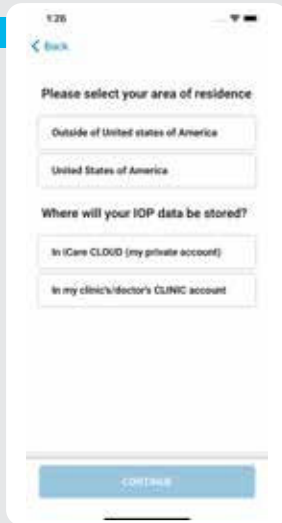 1:26
Back
Please select your area of residence
Outside of United states of America
United States of America
Where will your IOP data be stored?
In iCare CLOUD (my private account)
In my clinic's/doctor's CLINIC account
CONTINUE